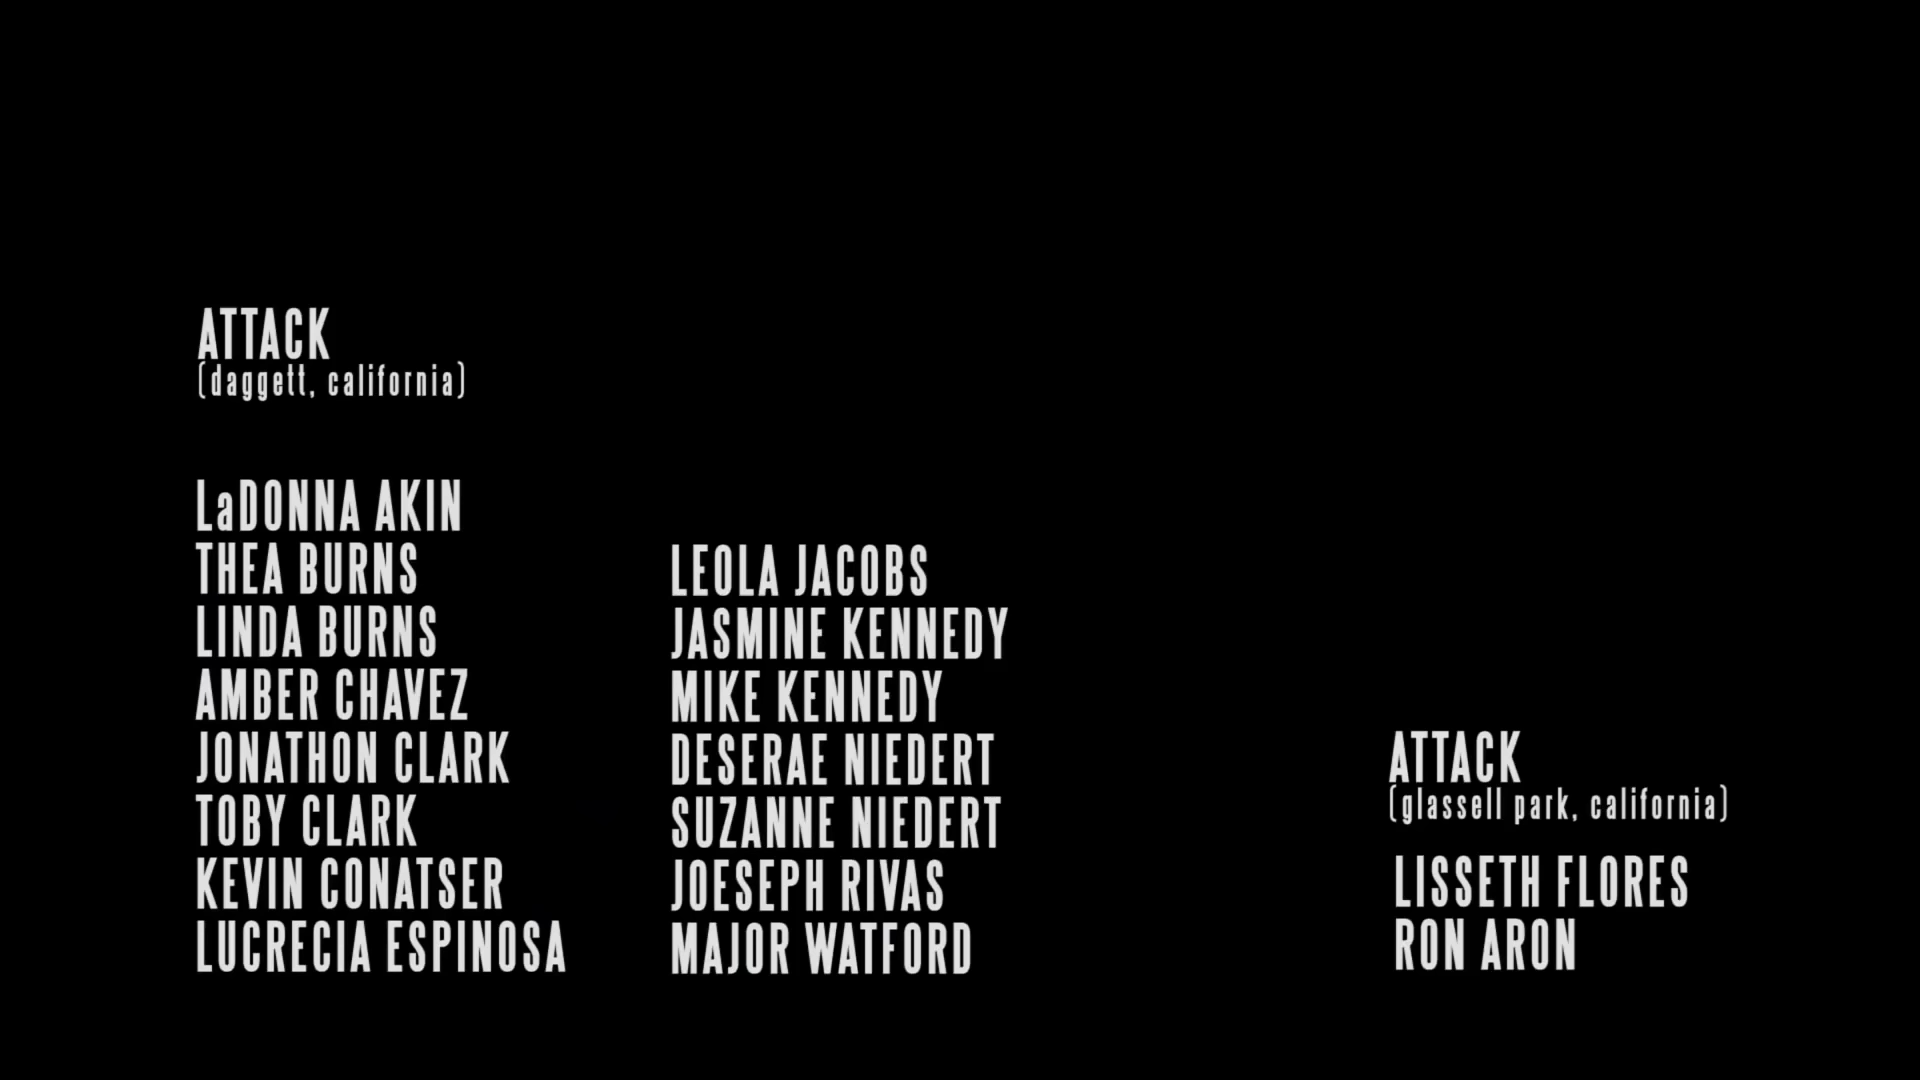 ATTACK
(daggett, california)
LaDONNA AKIN
THEA BURNS
LINDA BURNS
AMBER CHAVEZ
JONATHON CLARK
TOBY CLARK
KEVIN CONATSER
LUCRECIA ESPINOSA
LEOLA JACOBS
JASMINE KENNEDY
MIKE KENNEDY
DESERAE NIEDERT
SUZANNE NIEDERT
JOESEPH RIVAS
MAJOR WATFORD
ATTACK
(glassell park, california)
LISSETH FLORES
RON ARON